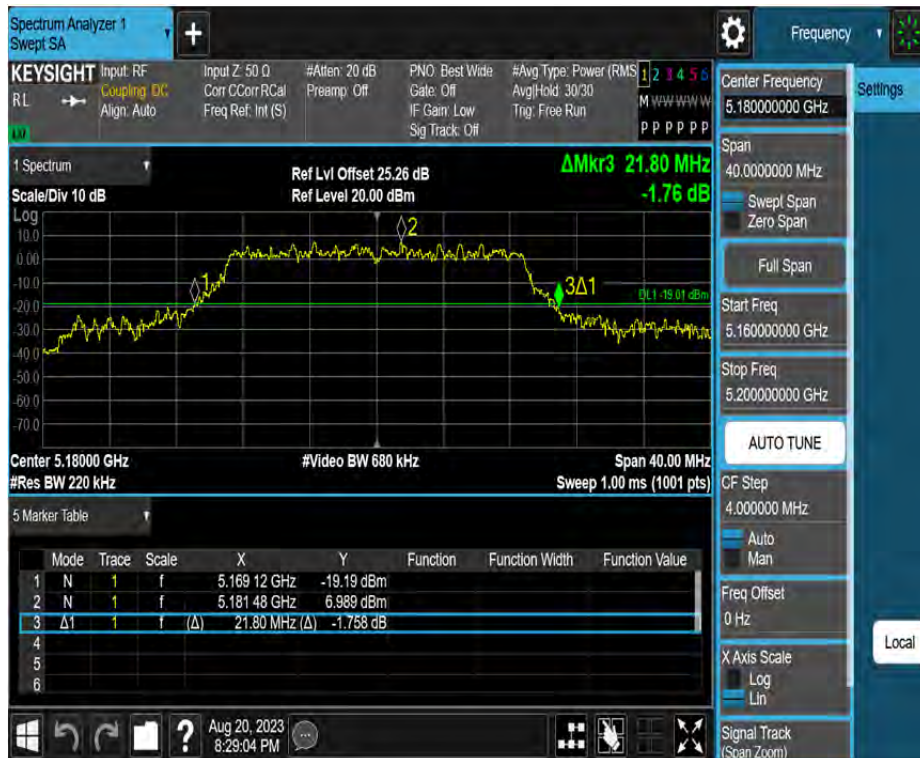 Spectrum Analyzer 1
Swept SA
+
Frequency
KEYSIGHT
RL
Input: RF
Coupling: DC
Align: Auto
Input Z: 50 Ω
Corr CCorr RCal
Freq Ref: Int (S)
#Atten: 20 dB
Preamp: Off
PNO: Best Wide
Gate: Off
IF Gain: Low
Sig Track: Off
#Avg Type: Power (RMS
Avg|Hold: 30/30
Trig: Free Run
1 2 3 4 5 6
M W W W W W
P P P P P P
1 Spectrum
Scale/Div 10 dB
Ref Lvl Offset 25.26 dB
Ref Level 20.00 dBm
ΔMkr3 21.80 MHz
-1.76 dB
Log
10.0
0.00
-10.0
-20.0
-30.0
-40.0
-50.0
-60.0
-70.0
1
2
3Δ1
DL1 -19.01 dBm
Center 5.18000 GHz
#Res BW 220 kHz
#Video BW 680 kHz
Span 40.00 MHz
Sweep 1.00 ms (1001 pts)
5 Marker Table
Mode Trace Scale X Y Function Function Width Function Value
1 N 1 f 5.169 12 GHz -19.19 dBm
2 N 1 f 5.181 48 GHz 6.989 dBm
3 Δ1 1 f (Δ) 21.80 MHz (Δ) -1.758 dB
4
5
6
?
Aug 20, 2023
8:29:04 PM
Center Frequency
5.180000000 GHz
Span
40.0000000 MHz
Swept Span
Zero Span
Full Span
Start Freq
5.160000000 GHz
Stop Freq
5.200000000 GHz
AUTO TUNE
CF Step
4.000000 MHz
Auto
Man
Freq Offset
0 Hz
X Axis Scale
Log
Lin
Signal Track
(Span Zoom)
Settings
Local